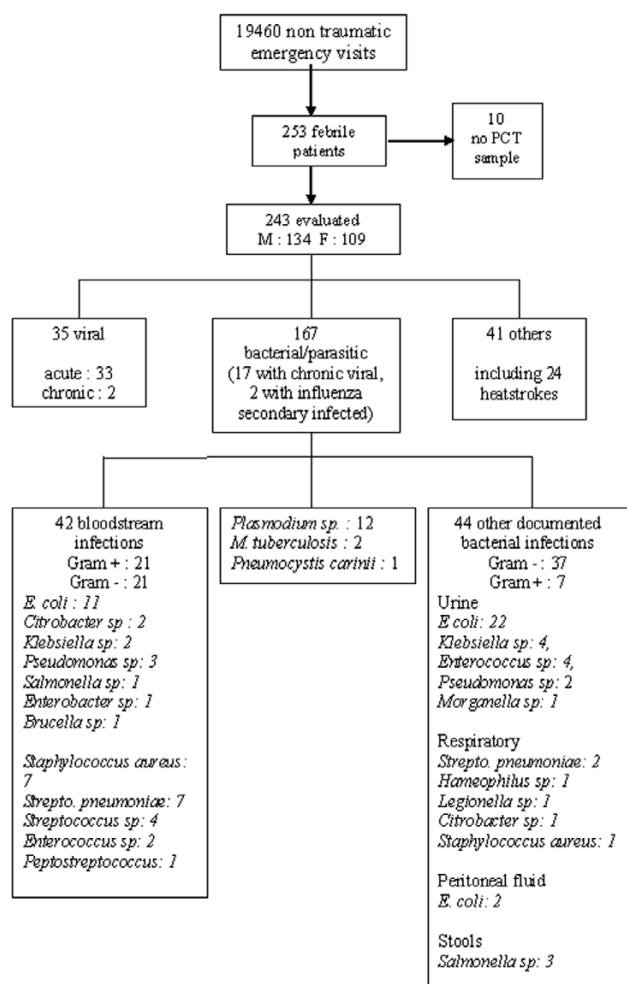 19460 non traumatic
emergency visits
253 febrile
patients
10
no PCT
sample
243 evaluated
M : 134 F : 109
35 viral
acute : 33
chronic : 2
167
bacterial/parasitic
(17 with chronic viral,
2 with influenza
secondary infected)
41 others
including 24
heatstrokes
42 bloodstream
infections
Gram + : 21
Gram - : 21
E. coli : 11
Citrobacter sp : 2
Klebsiella sp: 2
Pseudomonas sp: 3
Salmonella sp: 1
Enterobacter sp: 1
Brucella sp: 1
Staphylococcus aureus:
7
Strepto. pneumoniae: 7
Streptococcus sp: 4
Enterococcus sp: 2
Peptostreptococcus: 1
Plasmodium sp. : 12
M. tuberculosis : 2
Pneumocystis carinii : 1
44 other documented
bacterial infections
Gram - : 37
Gram + : 7
Urine
E coli: 22
Klebsiella sp: 4,
Enterococcus sp: 4,
Pseudomonas sp: 2
Morganella sp: 1
Respiratory
Strepto. pneumoniae: 2
Hameophilus sp: 1
Legionella sp: 1
Citrobacter sp: 1
Staphylococcus aureus: 1
Peritoneal fluid
E. coli: 2
Stools
Salmonella sp: 3